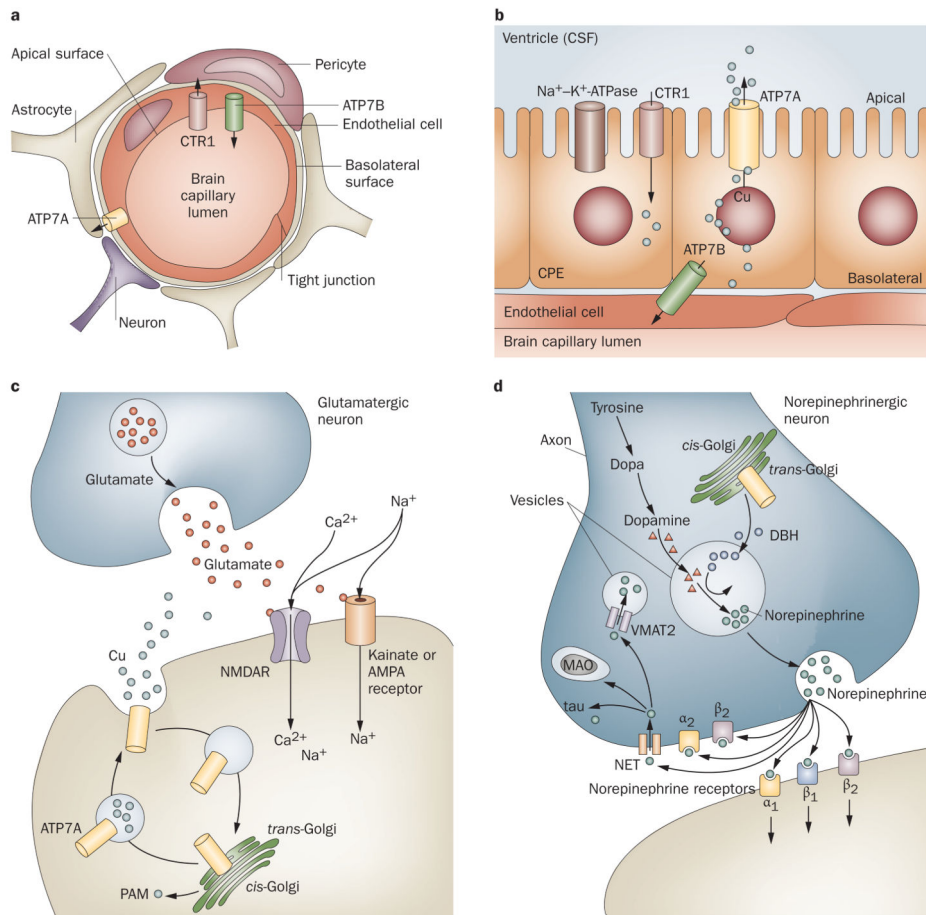 a
Apical surface
Pericyte
Astrocyte
ATP7B
Endothelial cell
CTR1
Basolateral
surface
Brain
capillary
lumen
ATP7A
Tight junction
Neuron
b
Ventricle (CSF)
Na⁺–K⁺-ATPase
CTR1
ATP7A
Apical
Cu
ATP7B
CPE
Basolateral
Endothelial cell
Brain capillary lumen
c
Glutamatergic
neuron
Glutamate
Na⁺
Ca²⁺
Glutamate
Cu
NMDAR
Kainate or
AMPA
receptor
Ca²⁺
Na⁺
Na⁺
ATP7A
trans-Golgi
PAM
cis-Golgi
d
Tyrosine
Norepinephrinergic
neuron
Axon
cis-Golgi
Dopa
trans-Golgi
Vesicles
Dopamine
DBH
Norepinephrine
VMAT2
MAO
Norepinephrine
tau
α₂
β₂
NET
Norepinephrine receptors
α₁
β₁
β₂